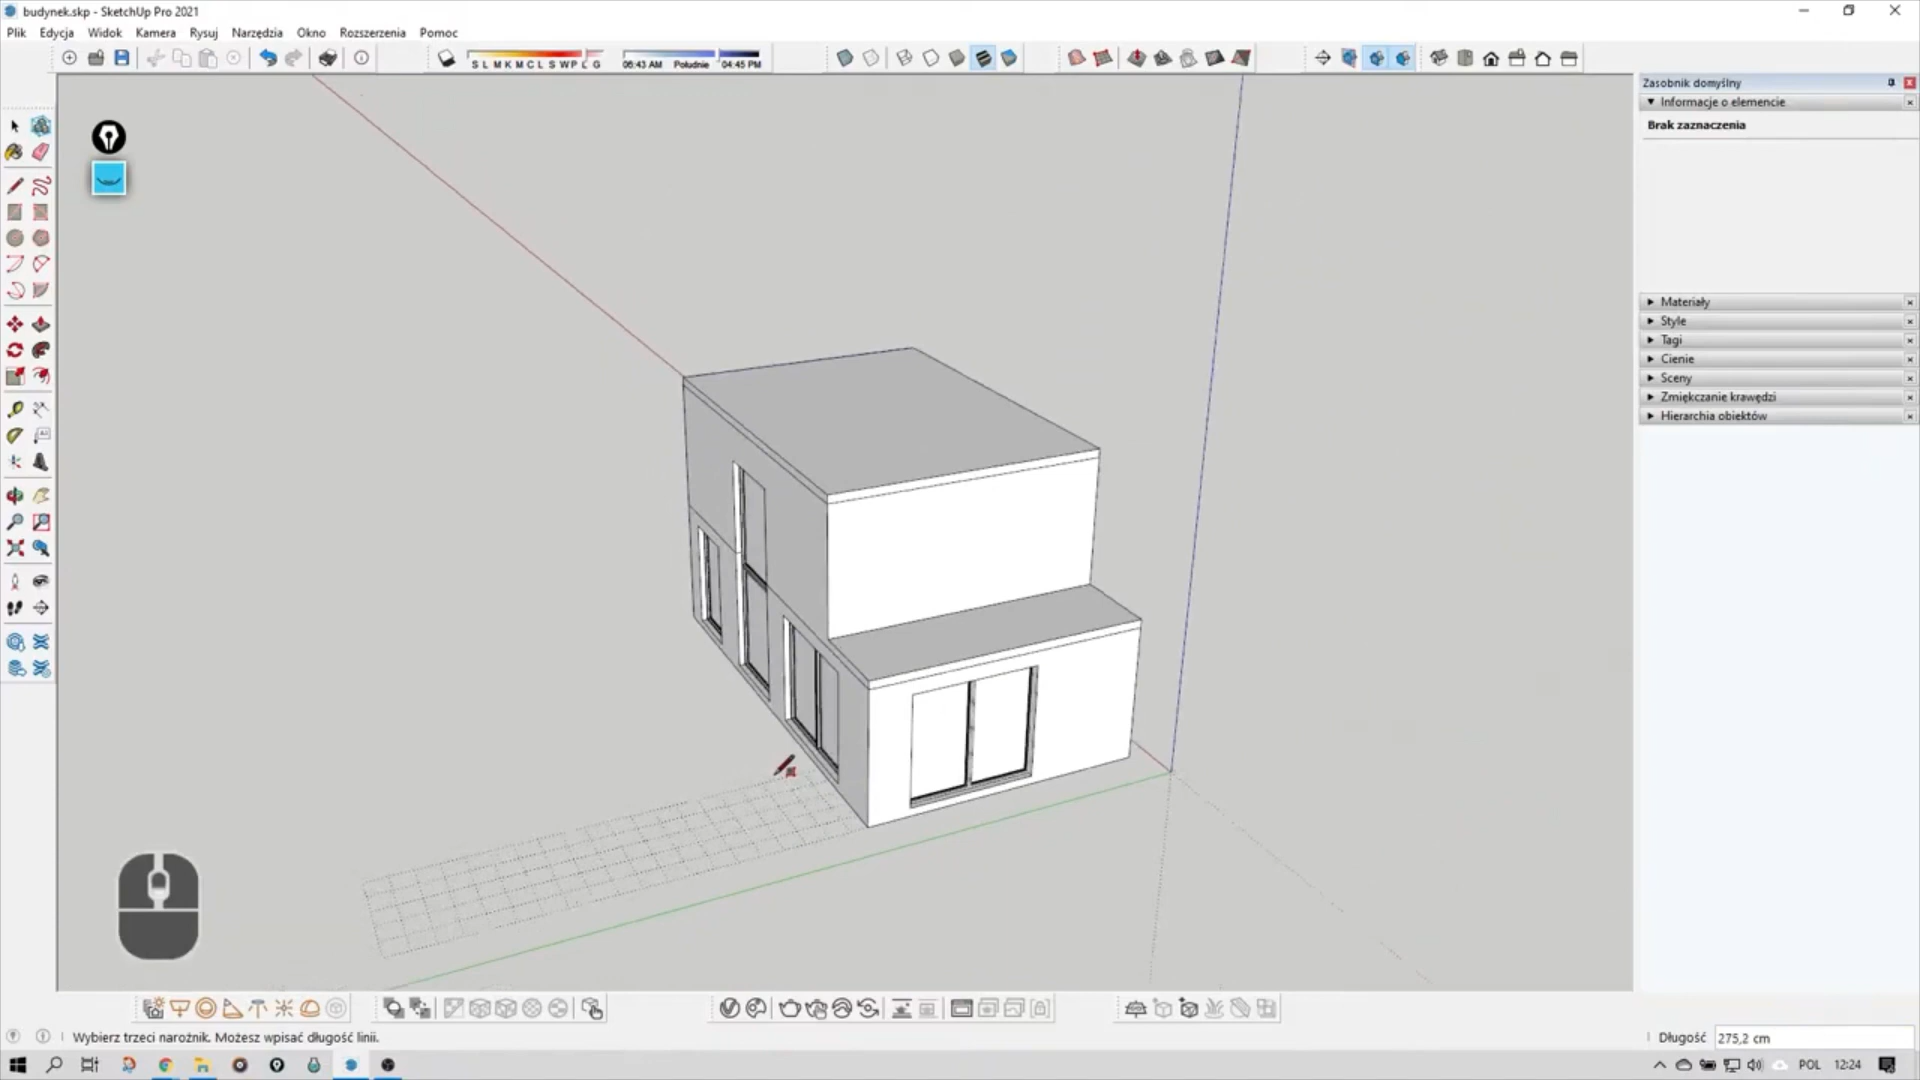 budynek.skp - SketchUp Pro 2021
Plik Edycja Widok Kamera Rysuj Narzędzia Okno Rozszerzenia Pomoc
06:43 AM Południe 04:45 PM
Zasobnik domyślny
Informacje o elemencie
Brak zaznaczenia
Materiały
Style
Tagi
Cienie
Sceny
Zmiękczanie krawędzi
Hierarchia obiektów
Wybierz trzeci narożnik. Możesz wpisać długość linii.
Długość 275,2 cm
POL 12:24